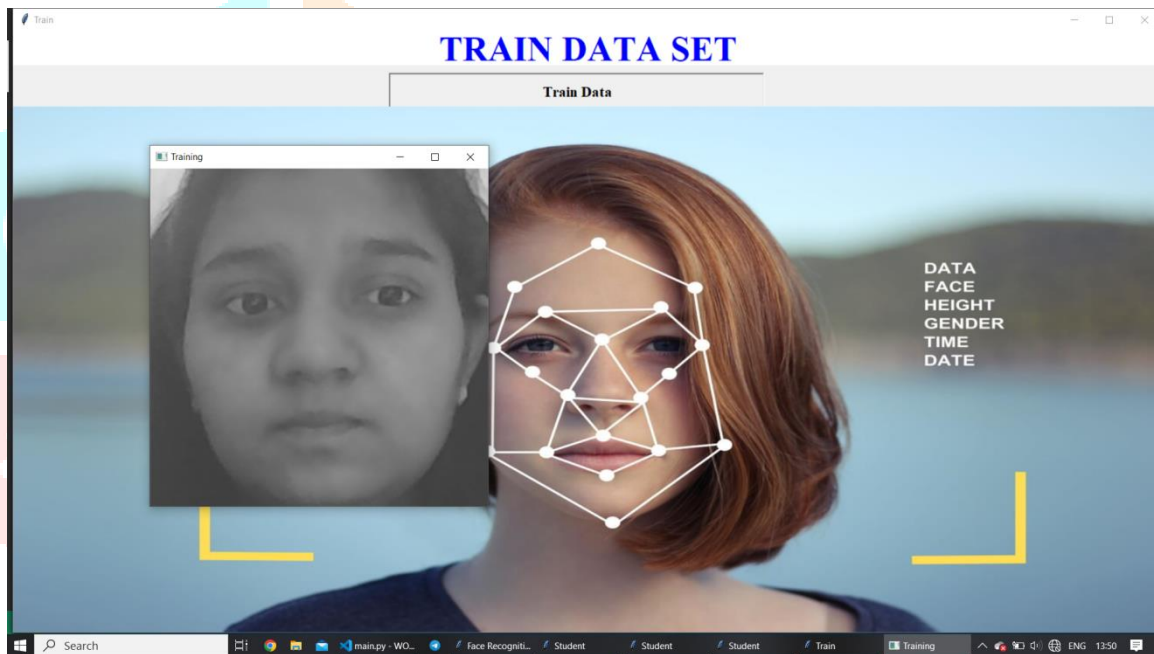 Train
TRAIN DATA SET
Train Data
Training
DATA
FACE
HEIGHT
GENDER
TIME
DATE
Search
main.py - WO...
Face Recogniti...
Student
Student
Student
Train
Training
ENG
13:50